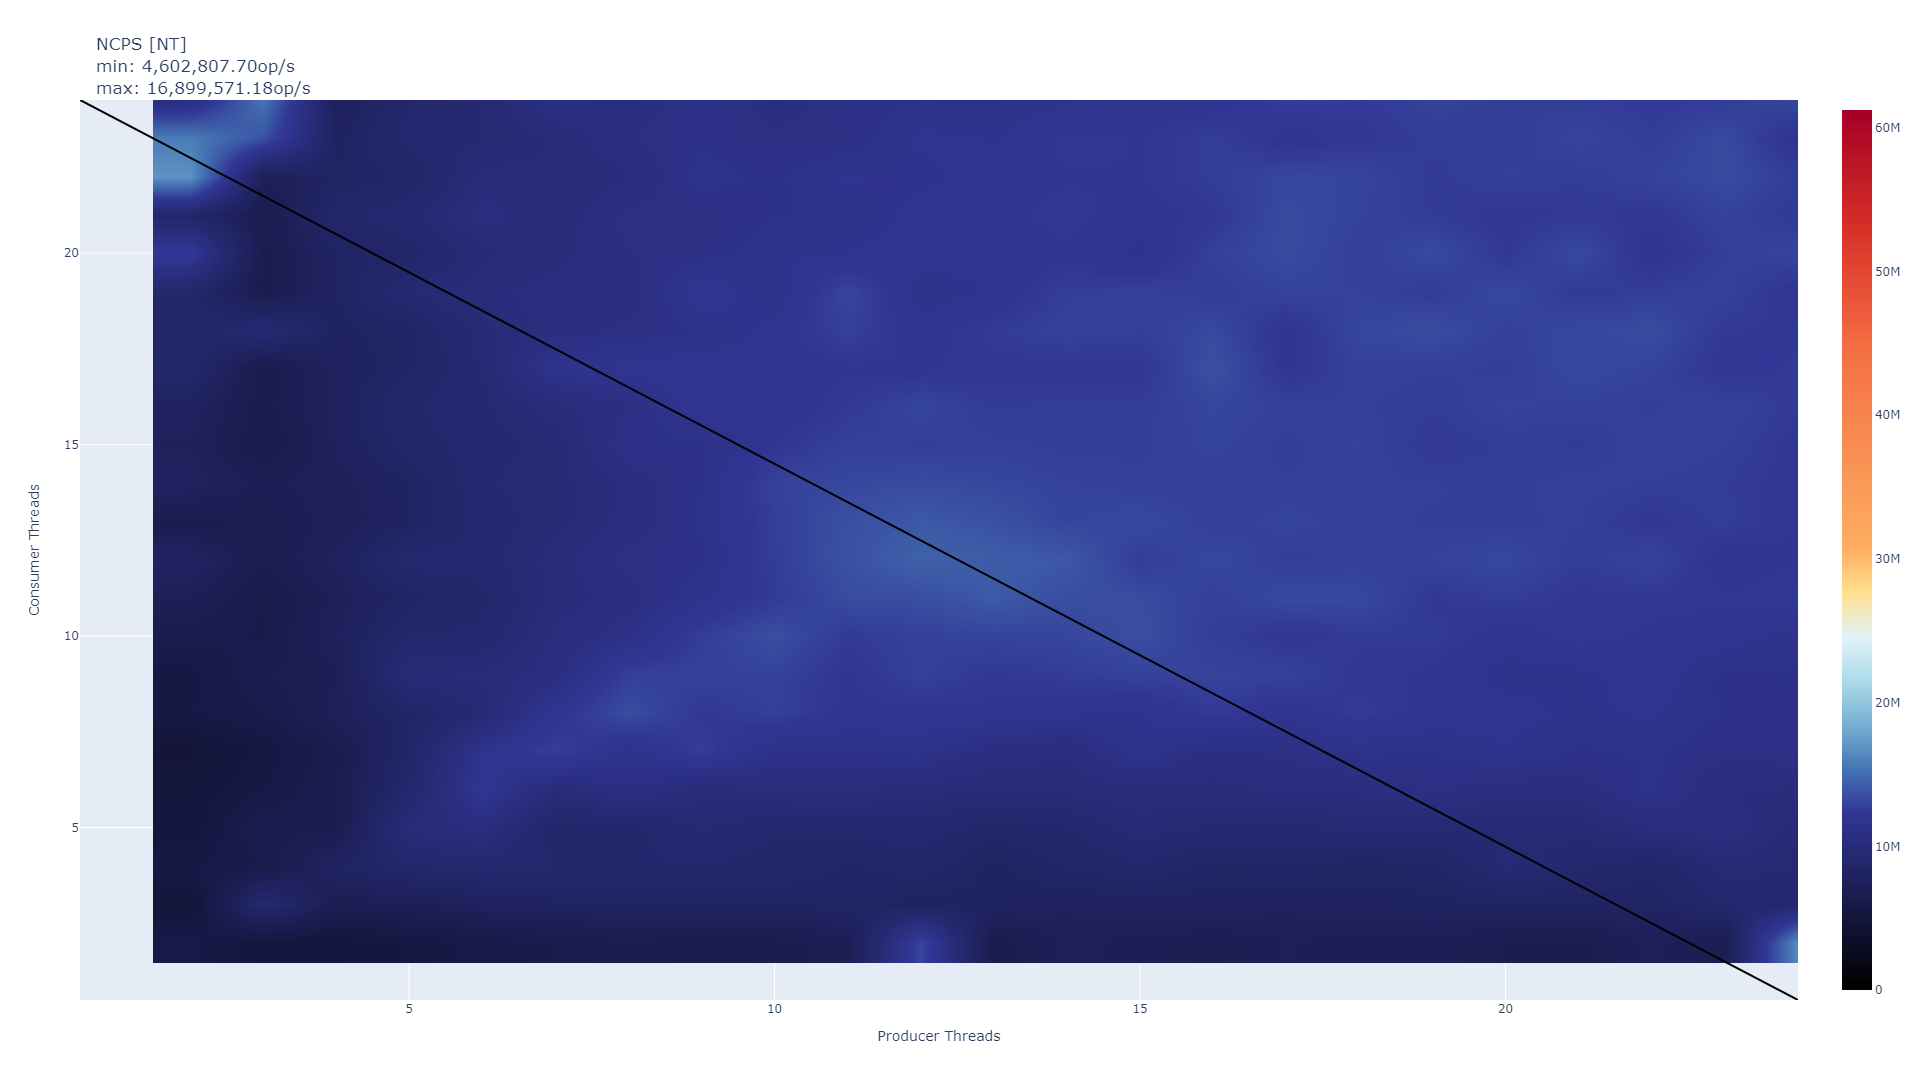 NCPS [NT]
min: 4,602,807.70op/s
max: 16,899,571.18op/s
60M
50M
40M
30M
20M
10M
0
Consumer Threads
20
15
10
5
5
10
15
20
Producer Threads